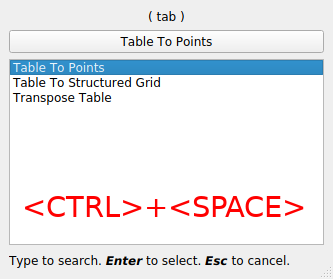 ( tab )
Table To Points
Table To Points
Table To Structured Grid
Transpose Table
<CTRL>+<SPACE>
Type to search. Enter to select. Esc to cancel.